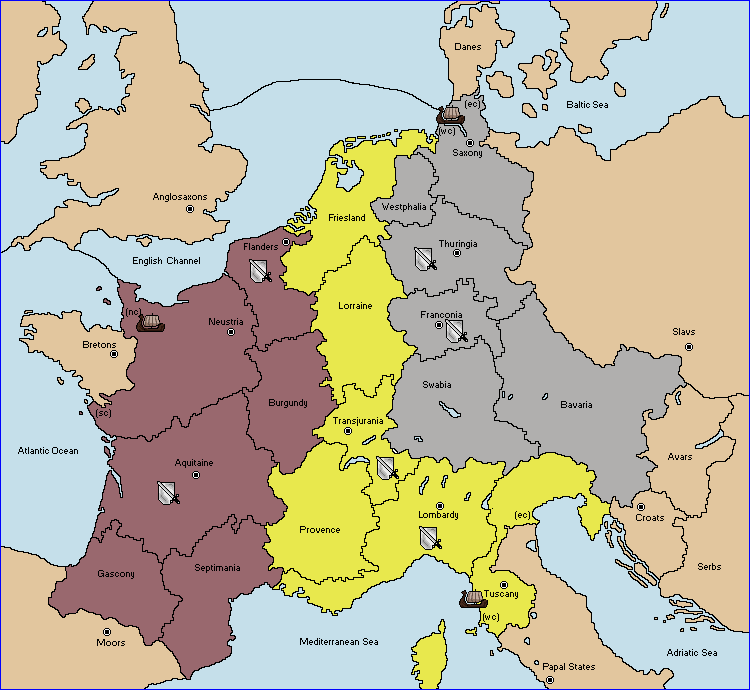 Danes
(ec)
Baltic Sea
(wc)
Saxony
Anglosaxons
Westphalia
Friesland
Flanders
Thuringia
English Channel
Lorraine
(nc)
Neustria
Franconia
Slavs
Bretons
Swabia
Burgundy
Bavaria
(sc)
Transjurania
Atlantic Ocean
Aquitaine
Avars
Lombardy
(ec)
Croats
Provence
Septimania
Serbs
Gascony
Tuscany
(wc)
Moors
Mediterranean Sea
Adriatic Sea
Papal States